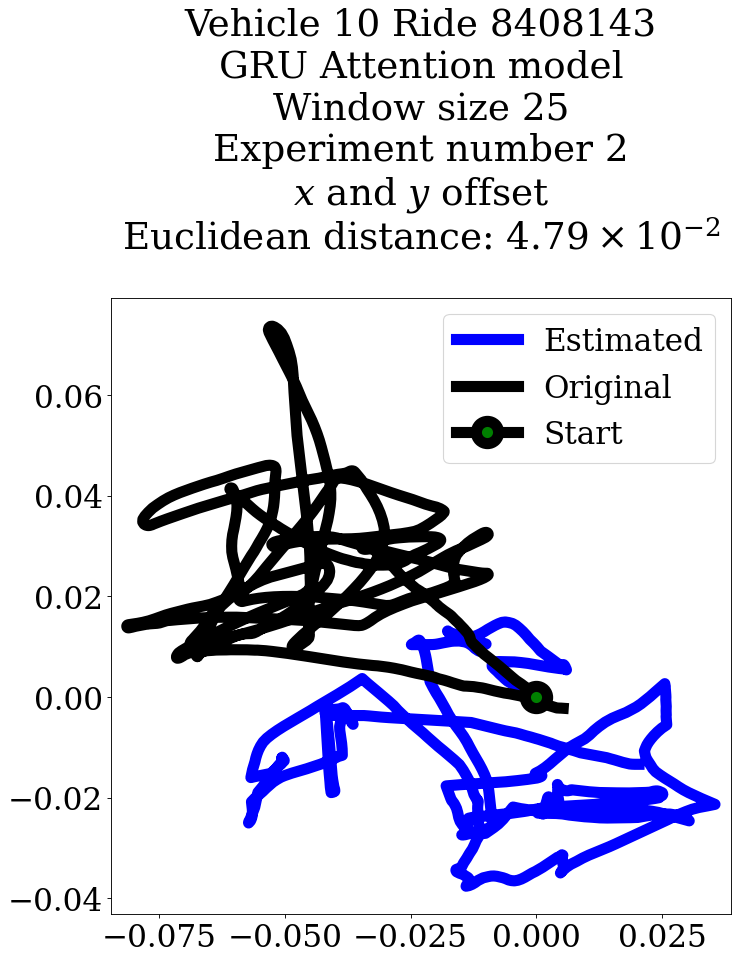 Vehicle 10 Ride 8408143
GRU Attention model
Window size 25
Experiment number 2
x and y offset
Euclidean distance: 4.79 × 10⁻²
Estimated
Original
Start
0.06
0.04
0.02
0.00
−0.02
−0.04
−0.075 −0.050 −0.025 0.000 0.025